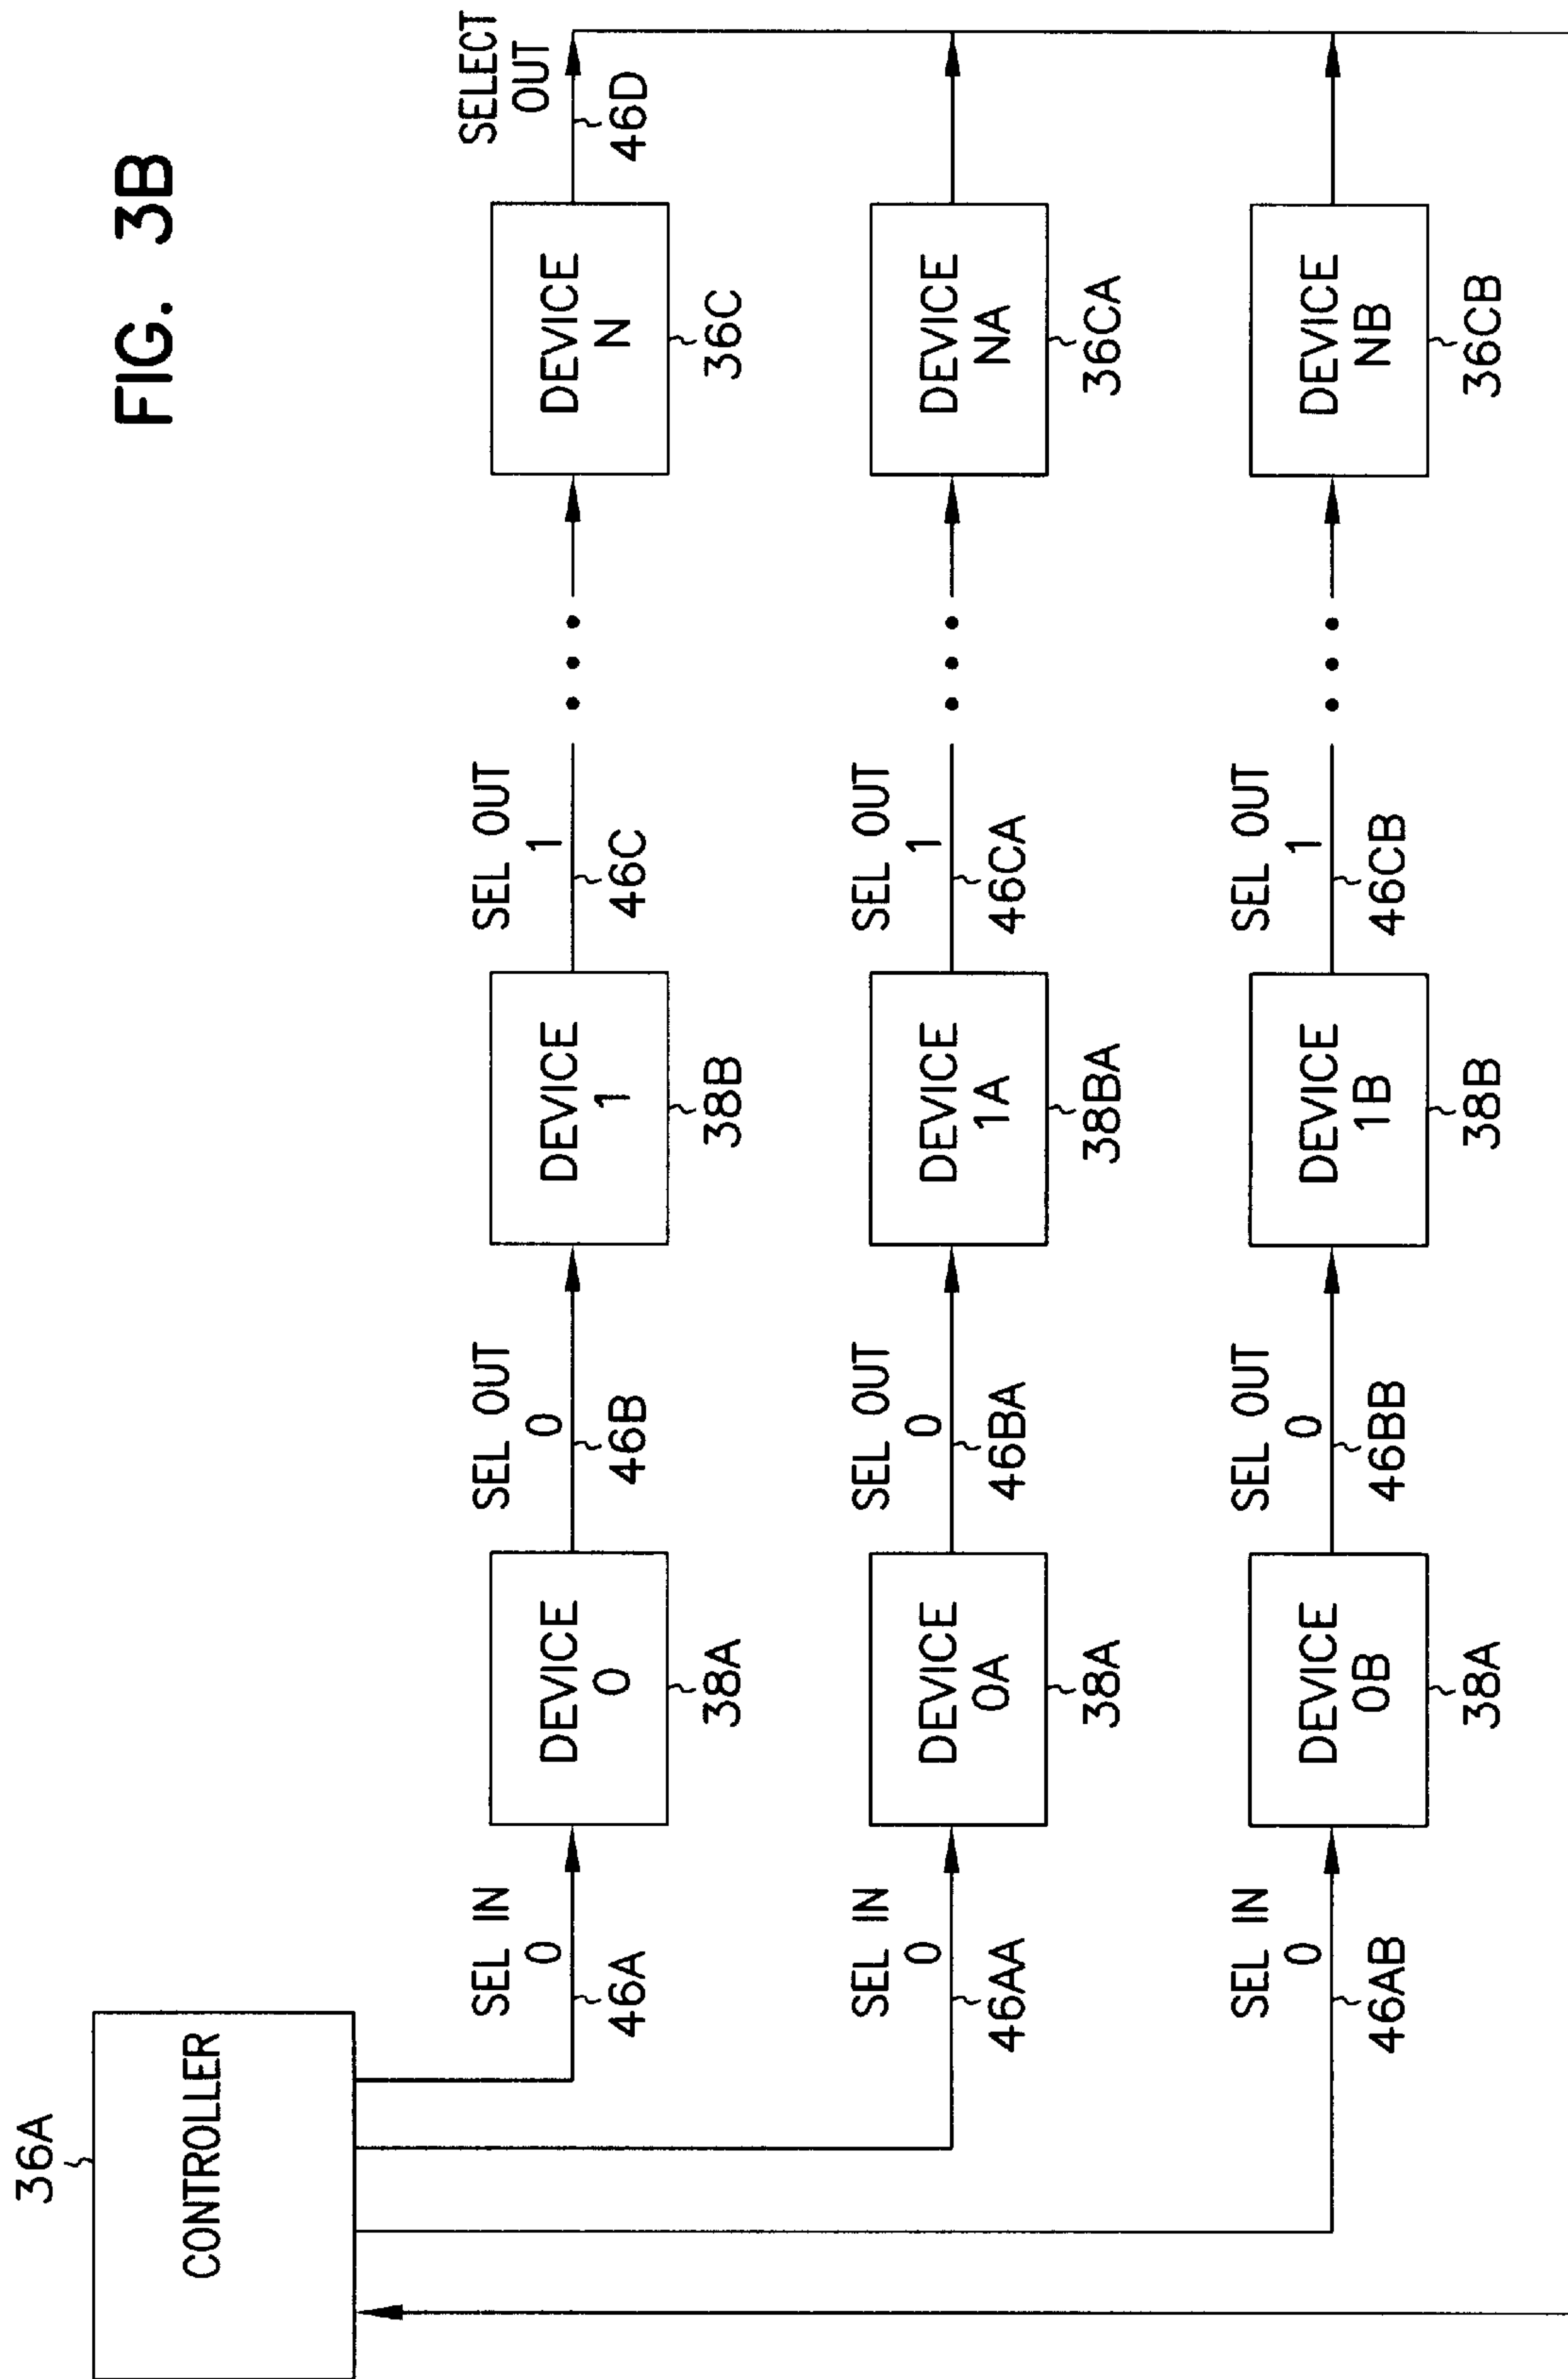 FIG. 3B
36A
CONTROLLER
SEL IN
0
46A
DEVICE
0
38A
SEL OUT
0
46B
DEVICE
1
38B
SEL OUT
1
46C
DEVICE
N
36C
SELECT
OUT
46D
SEL IN
0
46AA
DEVICE
0A
38A
SEL OUT
0
46BA
DEVICE
1A
38BA
SEL OUT
1
46CA
DEVICE
NA
36CA
SEL IN
0
46AB
DEVICE
0B
38A
SEL OUT
0
46BB
DEVICE
1B
38B
SEL OUT
1
46CB
DEVICE
NB
36CB